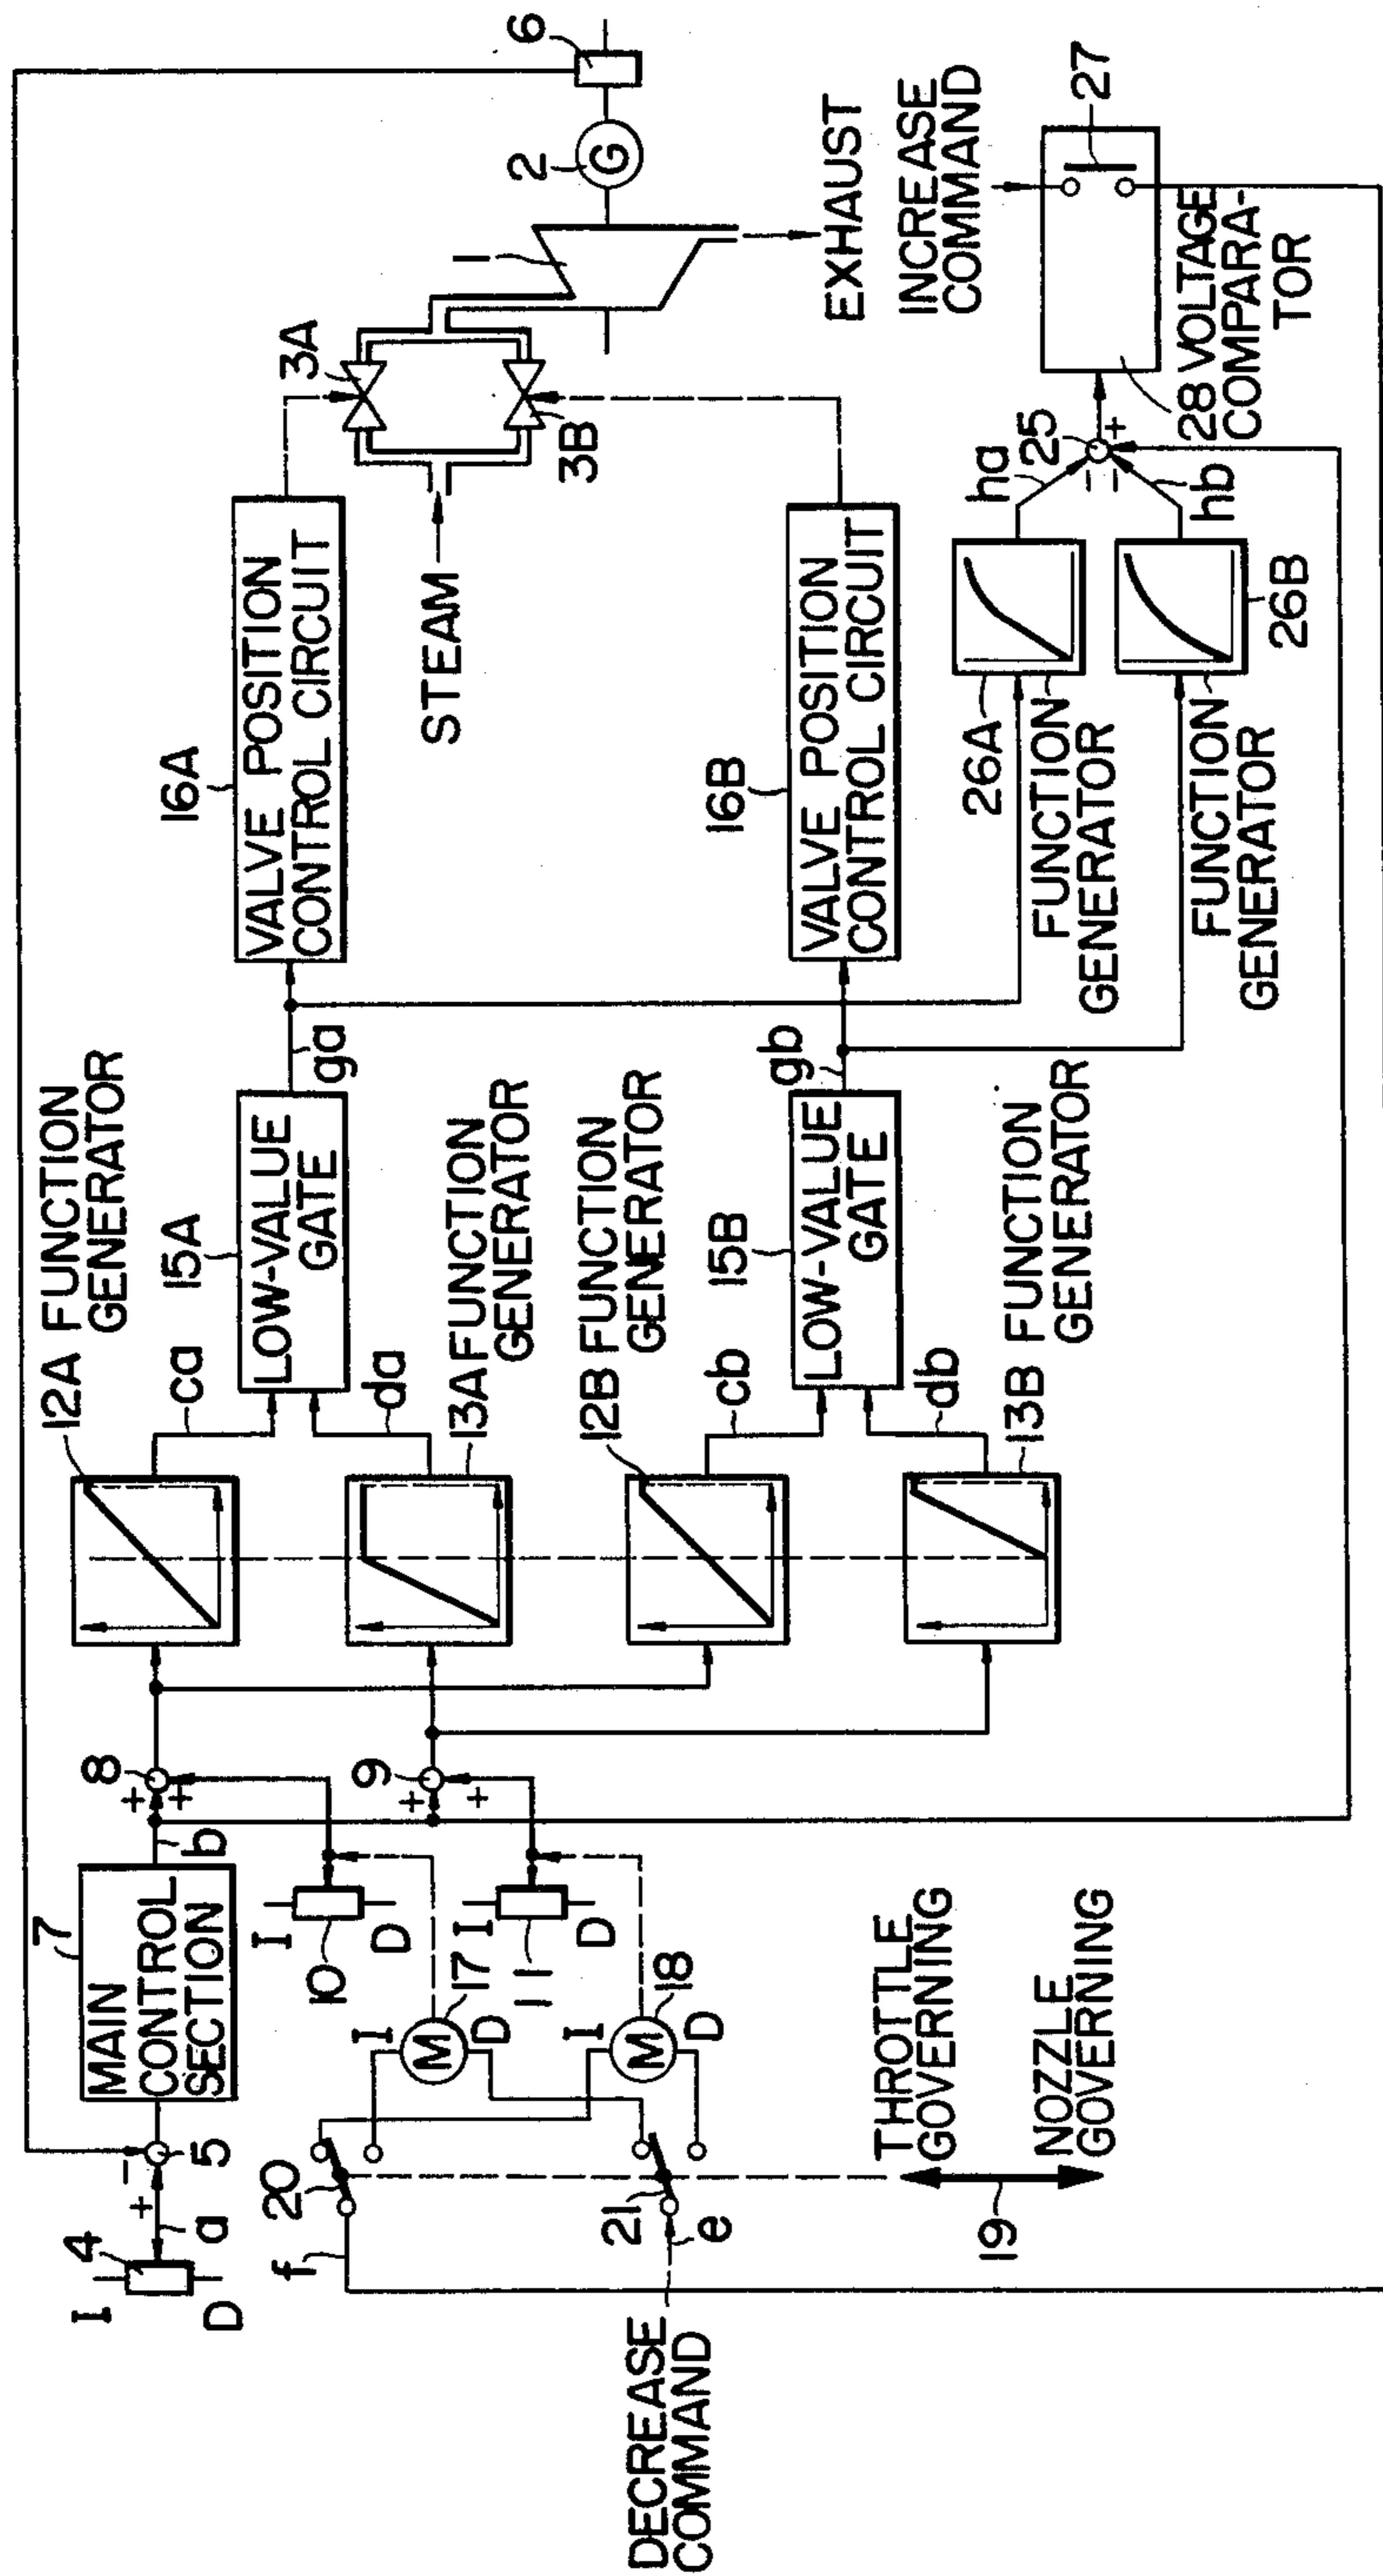 I
4
D
a
+
-
5
7
MAIN
CONTROL
SECTION
b
8
+
+
9
+
+
I
10
D
I
11
D
I
17
M
D
I
18
M
D
20
f
21
e
DECREASE
COMMAND
THROTTLE
GOVERNING
19
NOZZLE
GOVERNING
12A FUNCTION
GENERATOR
ca
13A FUNCTION
GENERATOR
da
12B FUNCTION
GENERATOR
cb
13B FUNCTION
GENERATOR
db
15A
LOW-VALUE
GATE
ga
15B
LOW-VALUE
GATE
gb
16A
VALVE POSITION
CONTROL CIRCUIT
16B
VALVE POSITION
CONTROL CIRCUIT
STEAM
3A
3B
1
2
G
6
EXHAUST
INCREASE
COMMAND
26A
FUNCTION
GENERATOR
26B
FUNCTION
GENERATOR
ha
hb
25
-
-
+
27
28 VOLTAGE
COMPARA-
TOR